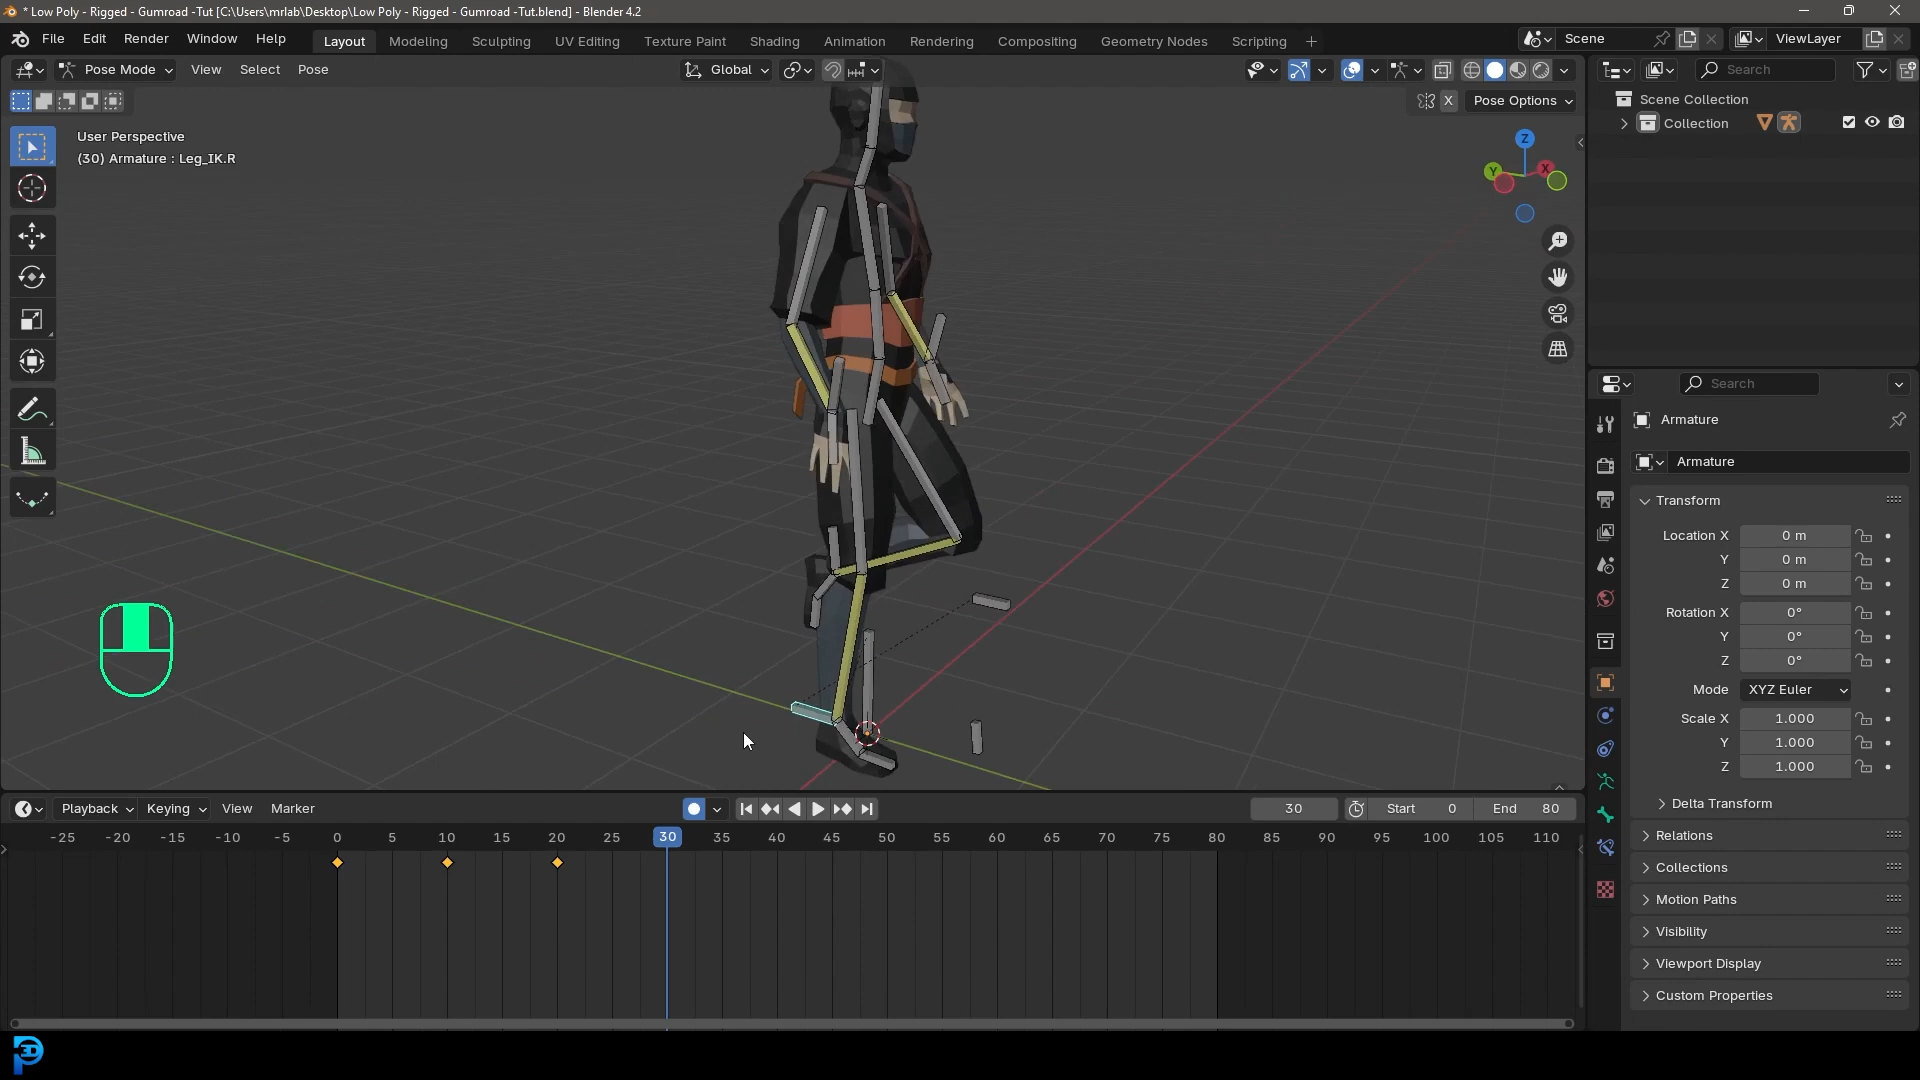 * Low Poly - Rigged - Gumroad -Tut [C:\Users\mrlab\Desktop\Low Poly - Rigged - Gumroad -Tut.blend] - Blender 4.2
File Edit Render Window Help Layout Modeling Sculpting UV Editing Texture Paint Shading Animation Rendering Compositing Geometry Nodes Scripting + Scene ViewLayer
Pose Mode View Select Pose Global Search
X Pose Options
Scene Collection
Collection
User Perspective
(30) Armature : Leg_IK.R
Z
Y X
Search
Armature
Armature
Transform
Location X 0 m
Y 0 m
Z 0 m
Rotation X 0°
Y 0°
Z 0°
Mode XYZ Euler
Scale X 1.000
Y 1.000
Z 1.000
Delta Transform
Relations
Collections
Motion Paths
Visibility
Viewport Display
Custom Properties
Playback Keying View Marker 30 Start 0 End 80
-25 -20 -15 -10 -5 0 5 10 15 20 25 30 35 40 45 50 55 60 65 70 75 80 85 90 95 100 105 110